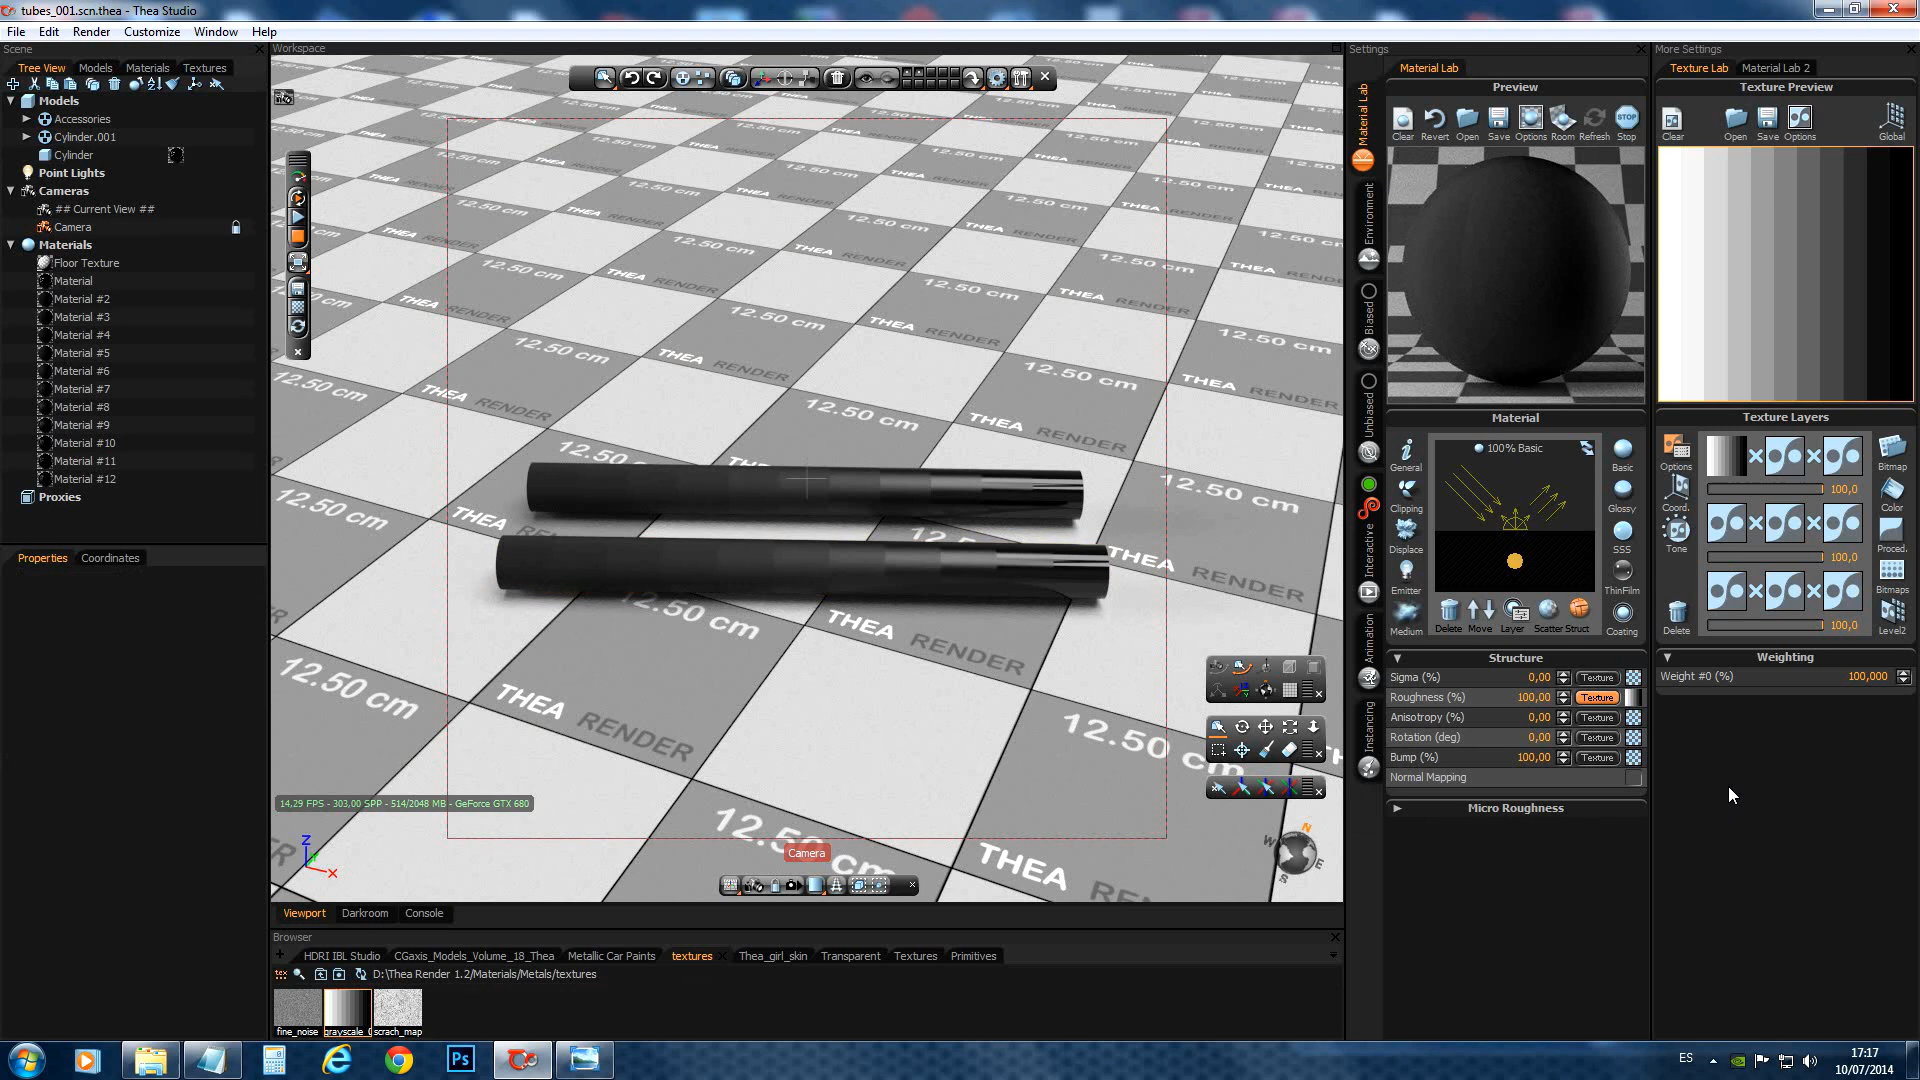 tubes_001.scn.thea - Thea Studio
File Edit Render Customize Window Help
Scene
Tree View Models Materials Textures
Models
Accessories
Cylinder.001
Cylinder
Point Lights
Cameras
## Current View ##
Camera
Materials
Floor Texture
Material
Material #2
Material #3
Material #4
Material #5
Material #6
Material #7
Material #8
Material #9
Material #10
Material #11
Material #12
Proxies
Properties Coordinates
Workspace
12.50 cm
THEA RENDER
14,29 FPS - 303,00 SPP - 514/2048 MB - GeForce GTX 680
Z
X
Camera
N
W
E
S
Viewport Darkroom Console
Browser
HDRI IBL Studio CGaxis_Models_Volume_18_Thea Metallic Car Paints textures Thea_girl_skin Transparent Textures Primitives
tex D:\Thea Render 1.2/Materials/Metals/textures
fine_noise grayscale_ scrach_map
Settings
Material Lab
Material Lab
Environment
Biased
Unbiased
Interactive
Animation
Instancing
Preview
Clear Revert Open Save Options Room Refresh Stop
STOP
Material
General
Clipping
Displace
Emitter
Medium
100% Basic
Delete Move Layer Scatter Struct
Basic
Glossy
SSS
ThinFilm
Coating
Structure
Sigma (%) 0,00 Texture
Roughness (%) 100,00 Texture
Anisotropy (%) 0,00 Texture
Rotation (deg) 0,00 Texture
Bump (%) 100,00 Texture
Normal Mapping
Micro Roughness
More Settings
Texture Lab Material Lab 2
Texture Preview
Clear Open Save Options Global
Texture Layers
Options
Coord.
Tone
Delete
100,0
100,0
100,0
Bitmap
Color
Proced.
Bitmaps
Level2
Weighting
Weight #0 (%) 100,000
Ps
ES
17:17
10/07/2014